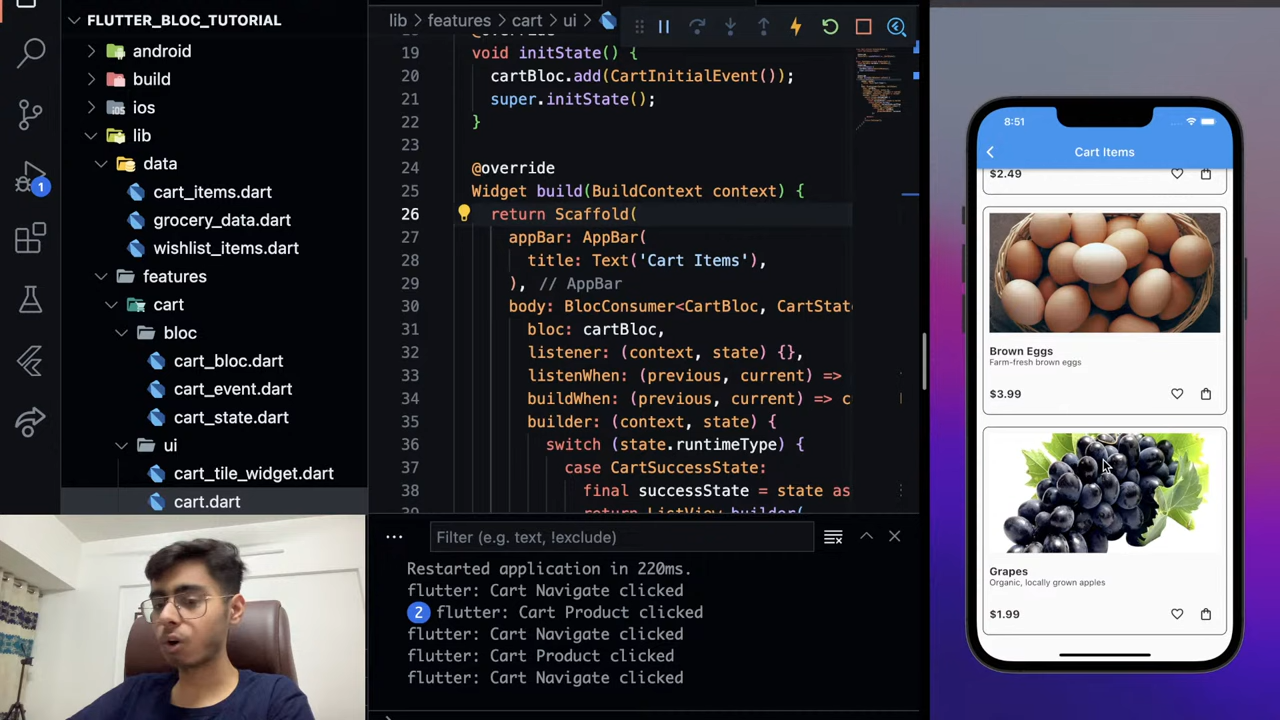 FLUTTER_BLOC_TUTORIAL
android
build
ios
lib
data
cart_items.dart
grocery_data.dart
wishlist_items.dart
features
cart
bloc
cart_bloc.dart
cart_event.dart
cart_state.dart
ui
cart_tile_widget.dart
cart.dart
1
lib > features > cart > ui >
19 void initState() {
20 cartBloc.add(CartInitialEvent());
21 super.initState();
22 }
23
24 @override
25 Widget build(BuildContext context) {
26 return Scaffold(
27 appBar: AppBar(
28 title: Text('Cart Items'),
29 ), // AppBar
30 body: BlocConsumer<CartBloc, CartState
31 bloc: cartBloc,
32 listener: (context, state) {},
33 listenWhen: (previous, current) =>
34 buildWhen: (previous, current) => c
35 builder: (context, state) {
36 switch (state.runtimeType) {
37 case CartSuccessState:
38 final successState = state as
39 return ListView.builder(
Filter (e.g. text, !exclude)
Restarted application in 220ms.
flutter: Cart Navigate clicked
2 flutter: Cart Product clicked
flutter: Cart Navigate clicked
flutter: Cart Product clicked
flutter: Cart Navigate clicked
8:51
Cart Items
$2.49
Brown Eggs
Farm-fresh brown eggs
$3.99
Grapes
Organic, locally grown apples
$1.99